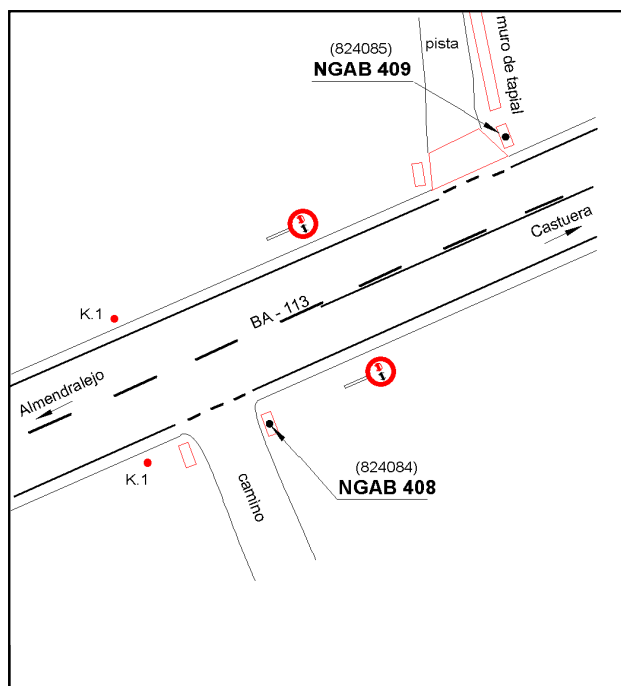 (824085)
NGAB 409
pista
muro de tapial
Castuera
K.1
BA - 113
Almendralejo
K.1
camino
(824084)
NGAB 408